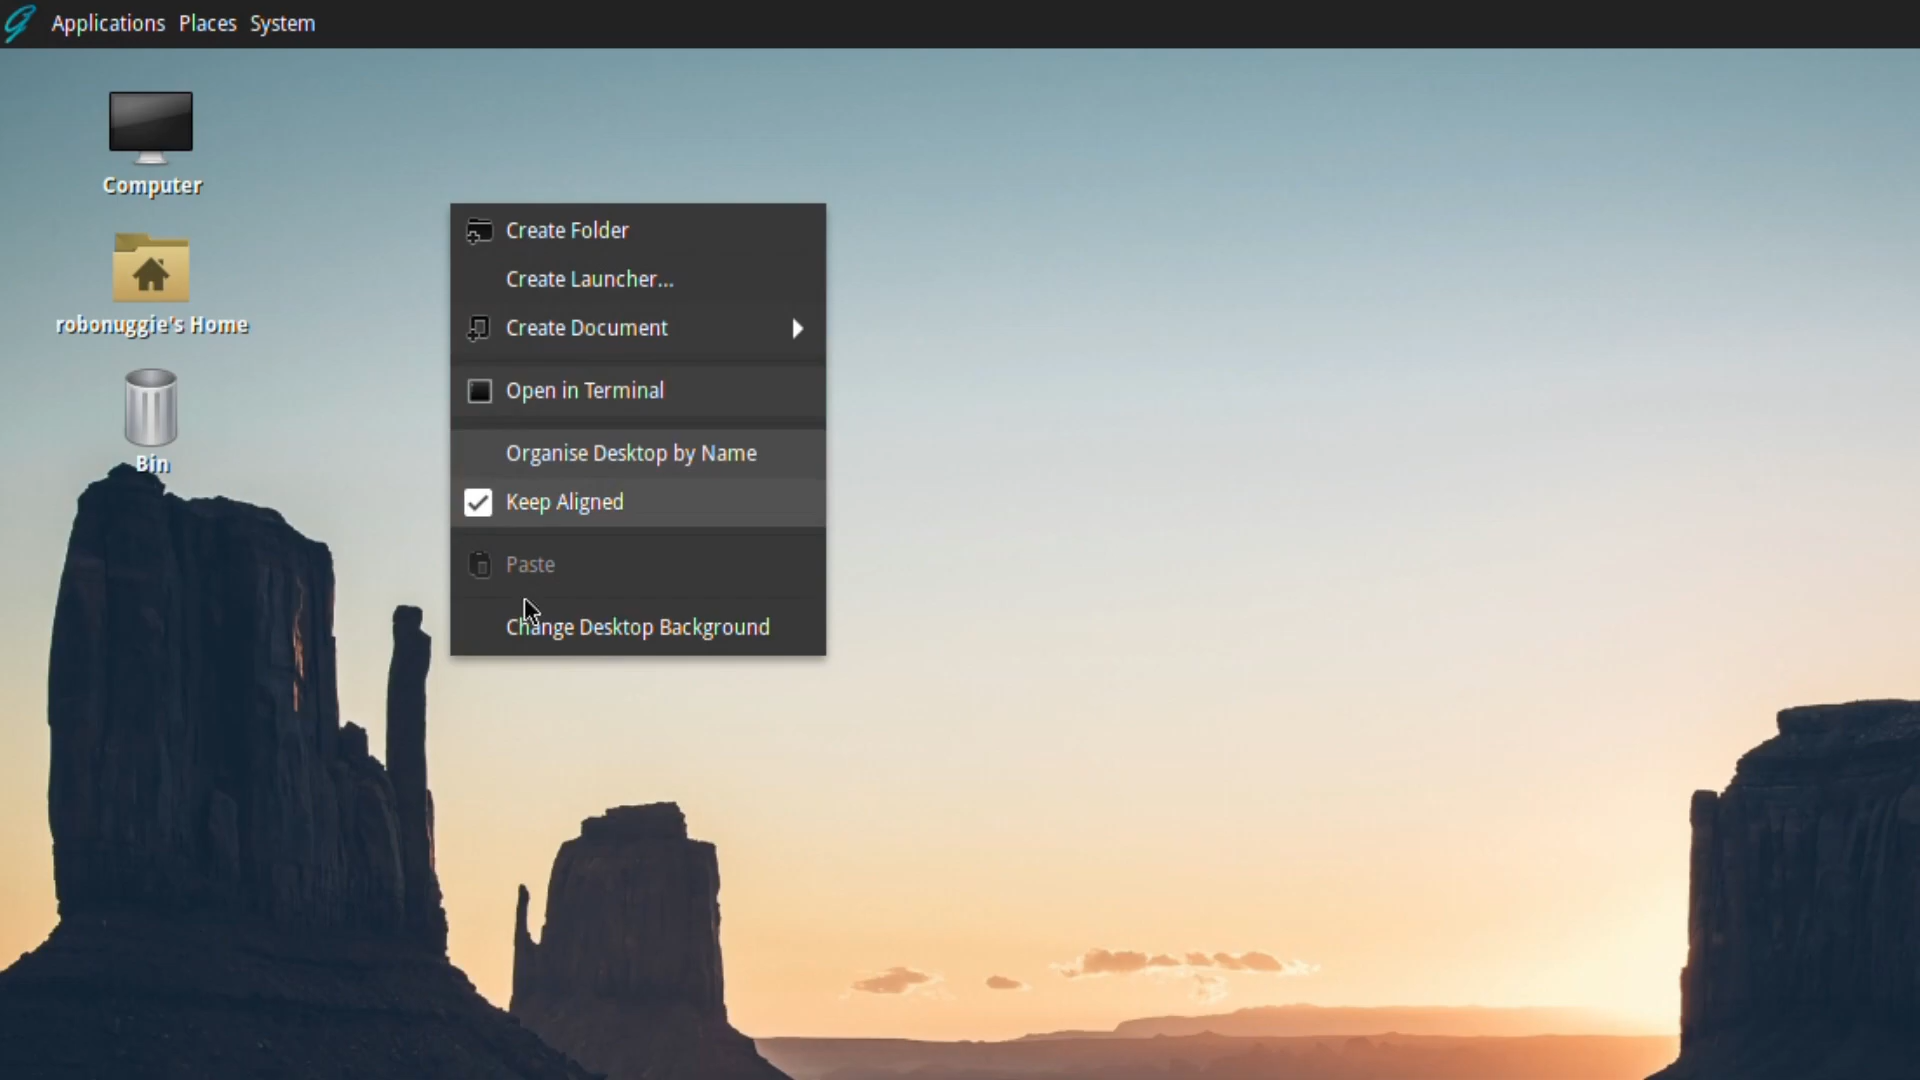 Applications Places System
Computer
robonuggie's Home
Bin
Create Folder
Create Launcher...
Create Document
Open in Terminal
Organise Desktop by Name
Keep Aligned
Paste
Change Desktop Background